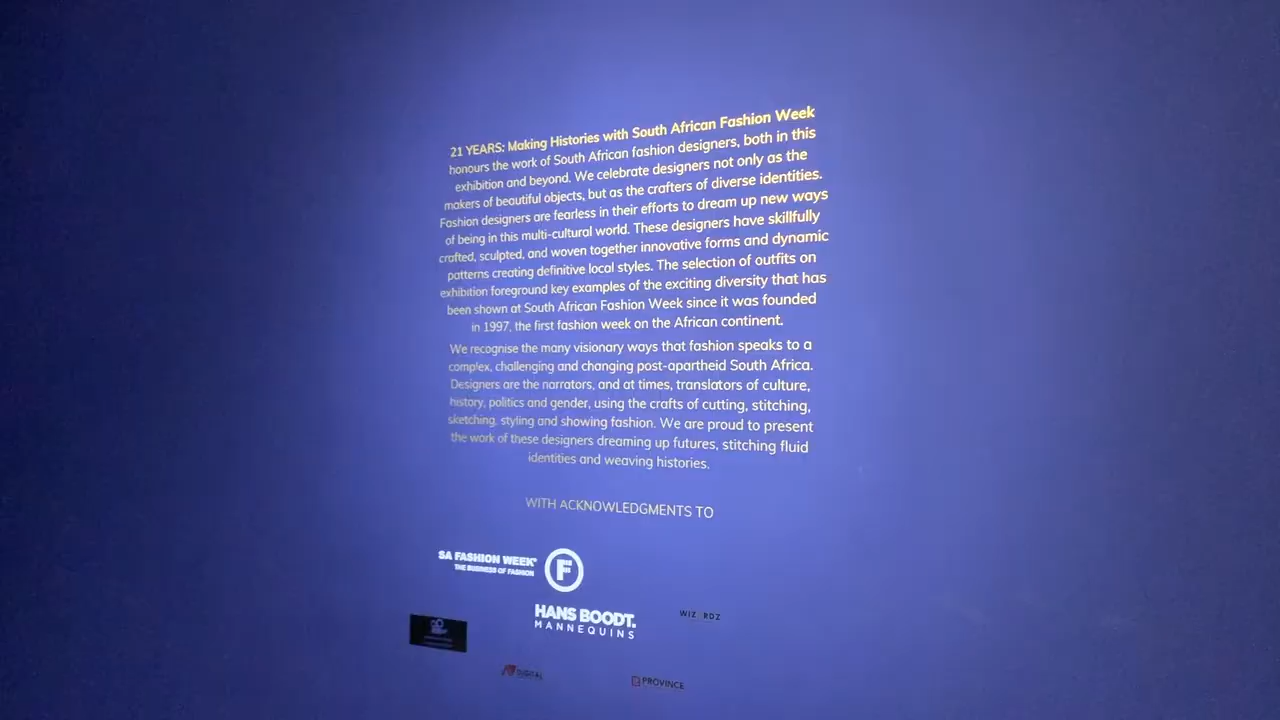 21 YEARS: Making Histories with South African Fashion Week
honours the work of South African fashion designers, both in this
exhibition and beyond. We celebrate designers not only as the
makers of beautiful objects, but as the crafters of diverse identities.
Fashion designers are fearless in their efforts to dream up new ways
of being in this multi-cultural world. These designers have skillfully
crafted, sculpted, and woven together innovative forms and dynamic
patterns creating definitive local styles. The selection of outfits on
exhibition foreground key examples of the exciting diversity that has
been shown at South African Fashion Week since it was founded
in 1997, the first fashion week on the African continent.
We recognise the many visionary ways that fashion speaks to a
complex, challenging and changing post-apartheid South Africa.
Designers are the narrators, and at times, translators of culture,
history, politics and gender, using the crafts of cutting, stitching,
sketching, styling and showing fashion. We are proud to present
the work of these designers dreaming up futures, stitching fluid
identities and weaving histories.
WITH ACKNOWLEDGMENTS TO
SA FASHION WEEK
THE BUSINESS OF FASHION
F
HANS BOODT.
MANNEQUINS
WIZ RDZ
DIGITAL
PROVINCE